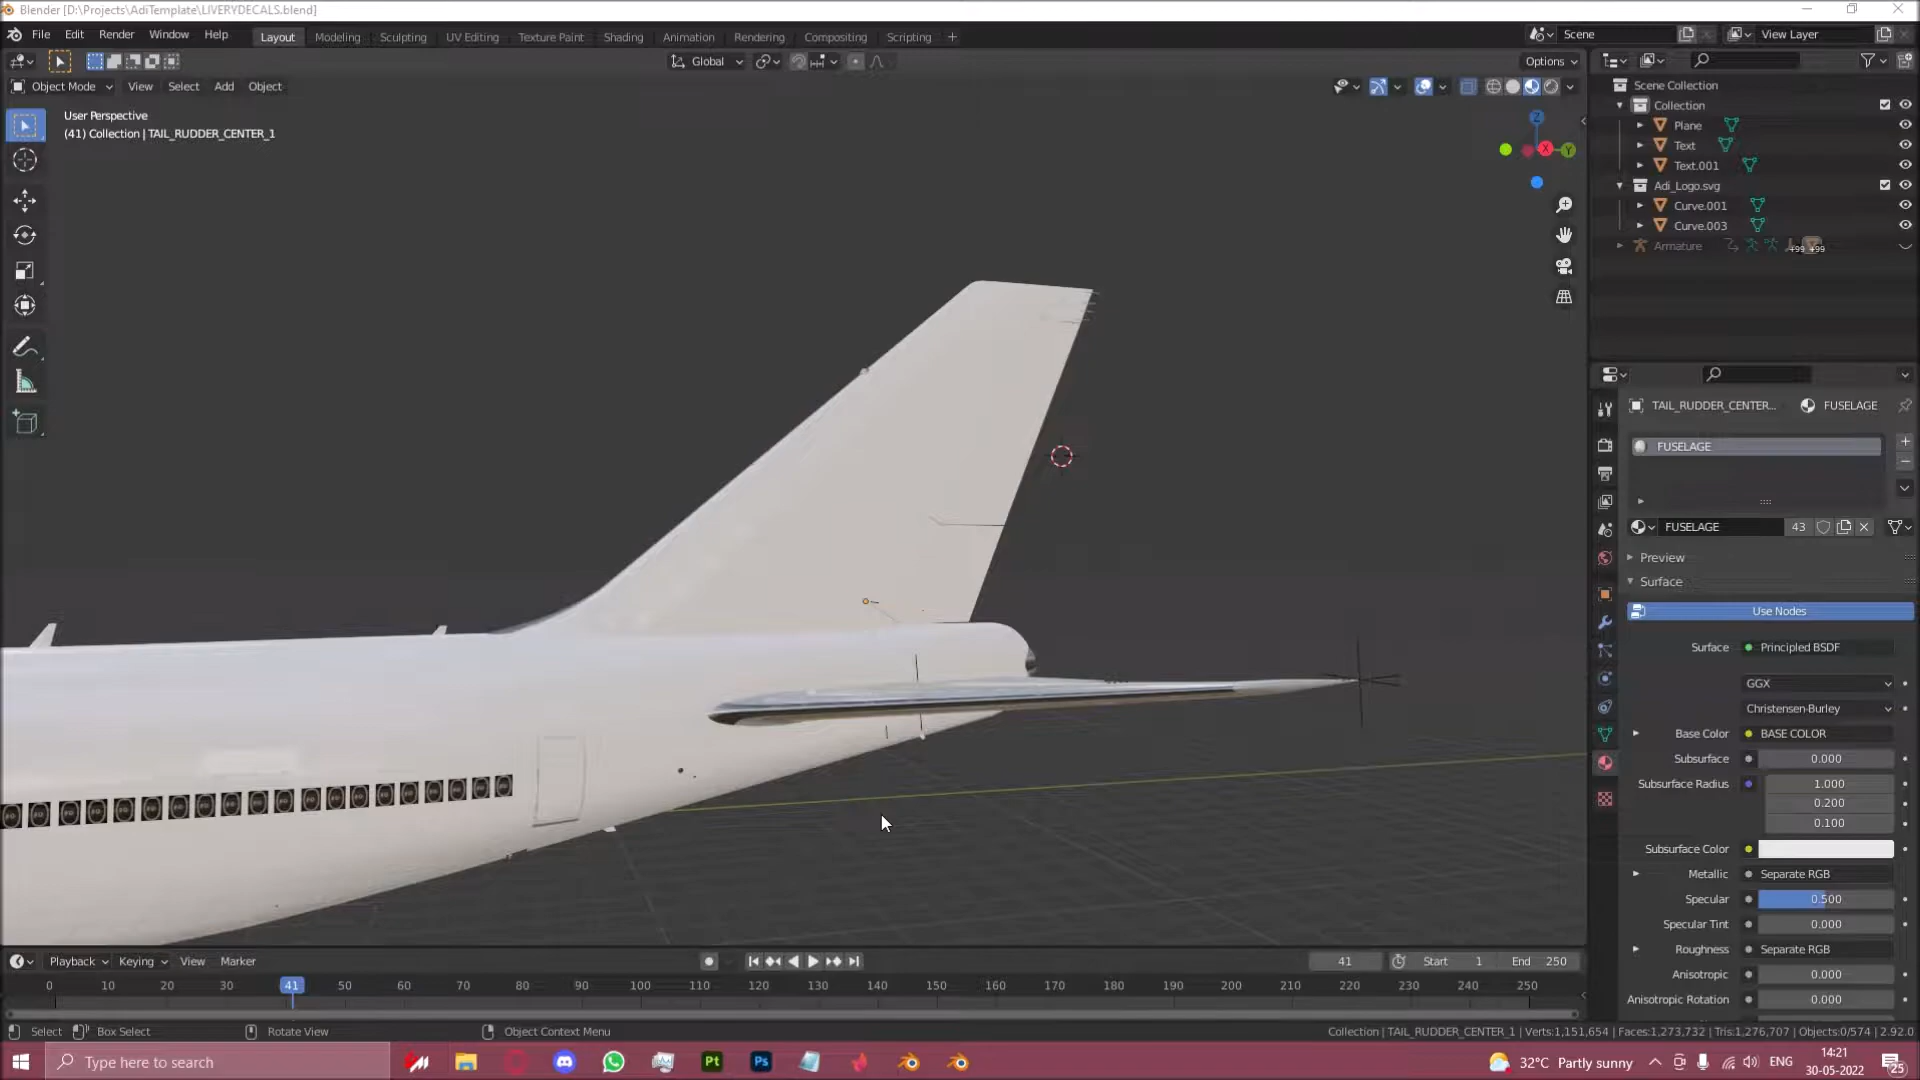 Blender [D:\Projects\AdiTemplate\LIVERYDECALS.blend]
File Edit Render Window Help Layout Modeling Sculpting UV Editing Texture Paint Shading Animation Rendering Compositing Scripting + Scene View Layer
Global Options
Object Mode View Select Add Object
User Perspective
(41) Collection | TAIL_RUDDER_CENTER_1
Z
X Y
Scene Collection
Collection
Plane
Text
Text.001
Adi_Logo.svg
Curve.001
Curve.003
Armature +99 +99
TAIL_RUDDER_CENTER... FUSELAGE
FUSELAGE
FUSELAGE 43
Preview
Surface
Use Nodes
Surface Principled BSDF
GGX
Christensen-Burley
Base Color BASE COLOR
Subsurface 0.000
Subsurface Radius 1.000
0.200
0.100
Subsurface Color
Metallic Separate RGB
Specular 0.500
Specular Tint 0.000
Roughness Separate RGB
Anisotropic 0.000
Anisotropic Rotation 0.000
Playback Keying View Marker 41 Start 1 End 250
0 10 20 30 41 50 60 70 80 90 100 110 120 130 140 150 160 170 180 190 200 210 220 230 240 250
Select Box Select Rotate View Object Context Menu Collection | TAIL_RUDDER_CENTER_1 | Verts:1,151,654 | Faces:1,273,732 | Tris:1,276,707 | Objects:0/574 | 2.92.0
Type here to search Pt Ps 32°C Partly sunny ENG 14:21
30-05-2022 25